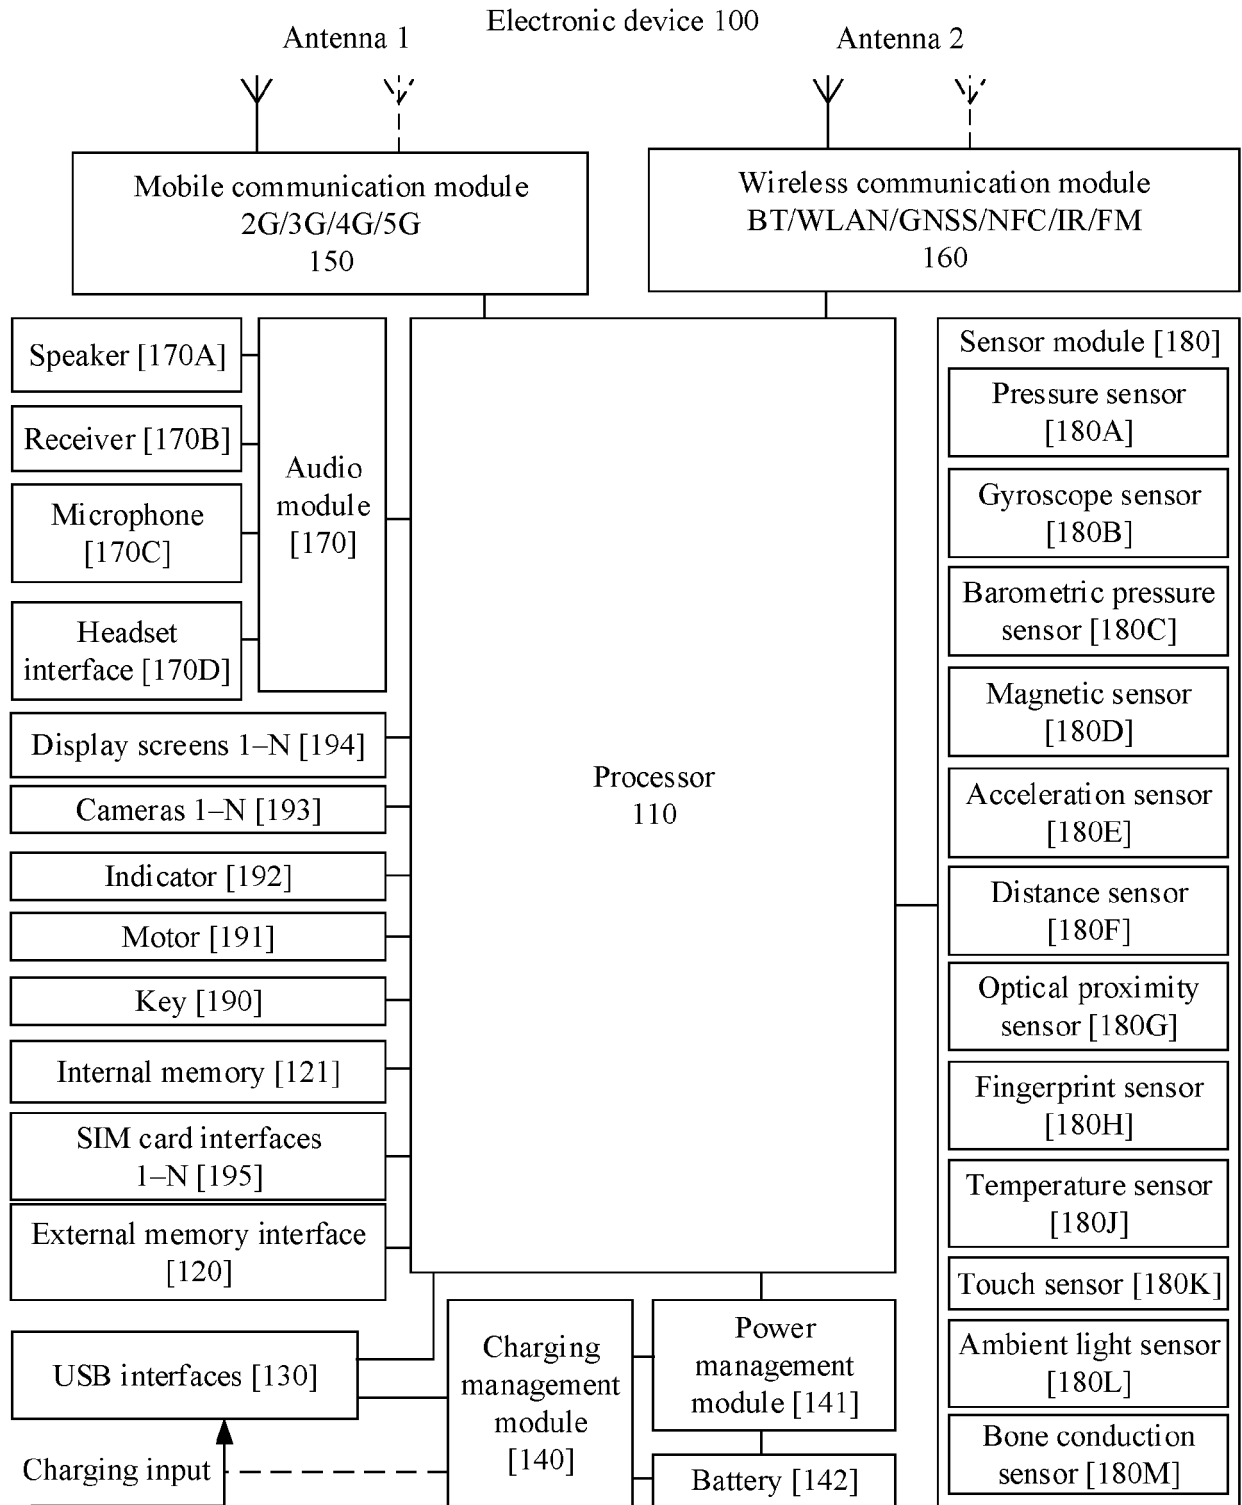 Electronic device 100
Antenna 1
Antenna 2
Mobile communication module
2G/3G/4G/5G
150
Wireless communication module
BT/WLAN/GNSS/NFC/IR/FM
160
Speaker [170A]
Receiver [170B]
Microphone
[170C]
Headset
interface [170D]
Audio
module
[170]
Display screens 1–N [194]
Cameras 1–N [193]
Indicator [192]
Motor [191]
Key [190]
Internal memory [121]
SIM card interfaces
1–N [195]
External memory interface
[120]
Processor
110
Sensor module [180]
Pressure sensor
[180A]
Gyroscope sensor
[180B]
Barometric pressure
sensor [180C]
Magnetic sensor
[180D]
Acceleration sensor
[180E]
Distance sensor
[180F]
Optical proximity
sensor [180G]
Fingerprint sensor
[180H]
Temperature sensor
[180J]
Touch sensor [180K]
Ambient light sensor
[180L]
Bone conduction
sensor [180M]
USB interfaces [130]
Charging input
Charging
management
module
[140]
Power
management
module [141]
Battery [142]